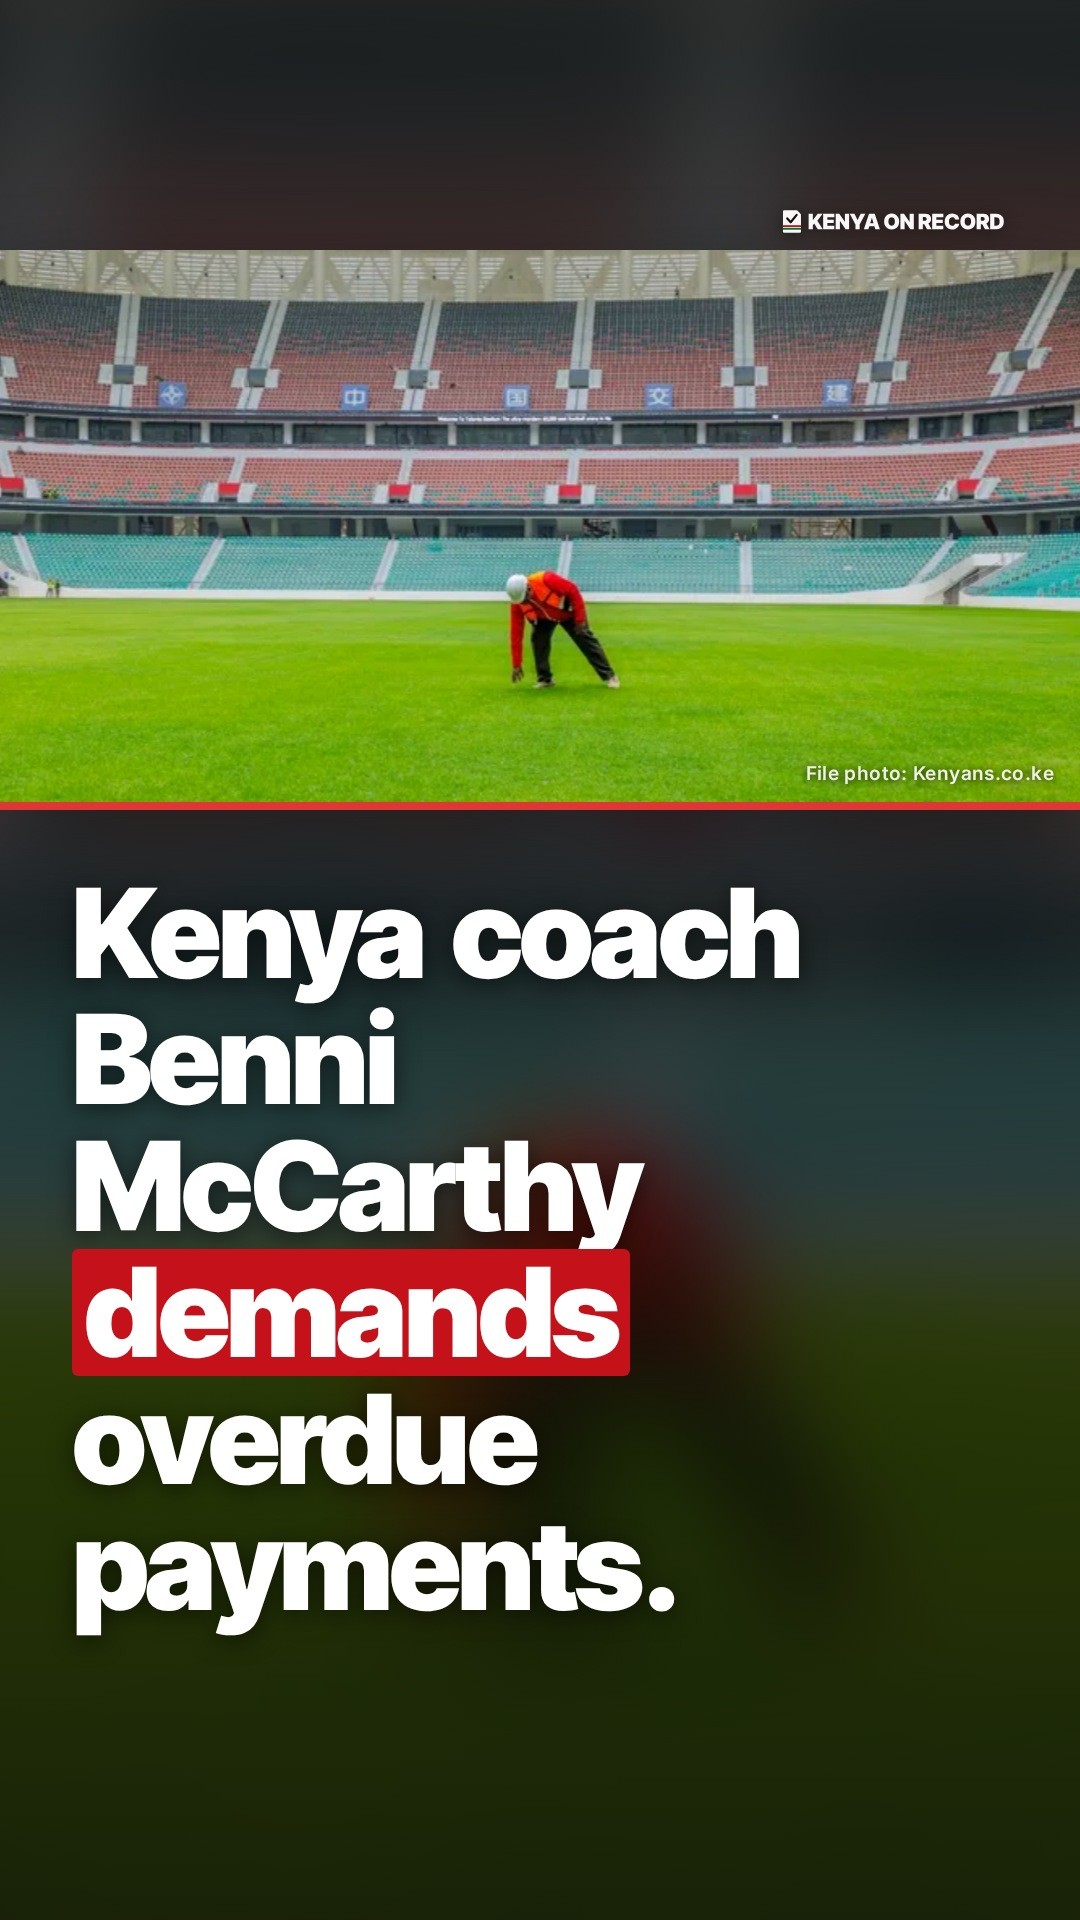 KENYA ON RECORD
中 国 交 建
File photo: Kenyans.co.ke
Kenya coach
Benni
McCarthy
demands
overdue
payments.